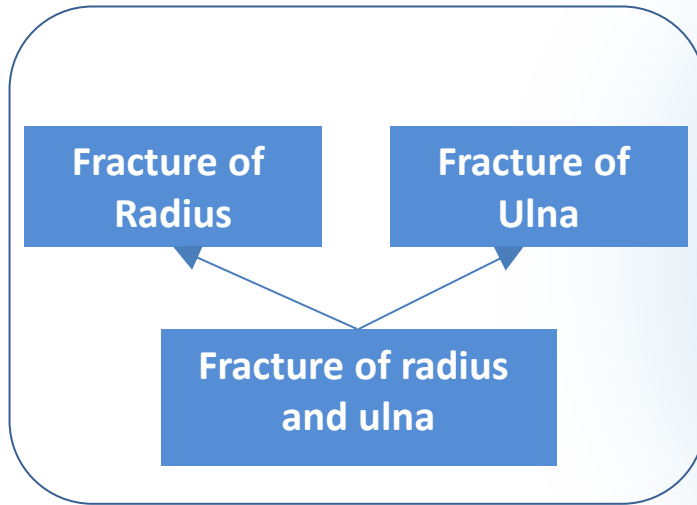 Fracture of
Radius
Fracture of
Ulna
Fracture of radius
and ulna